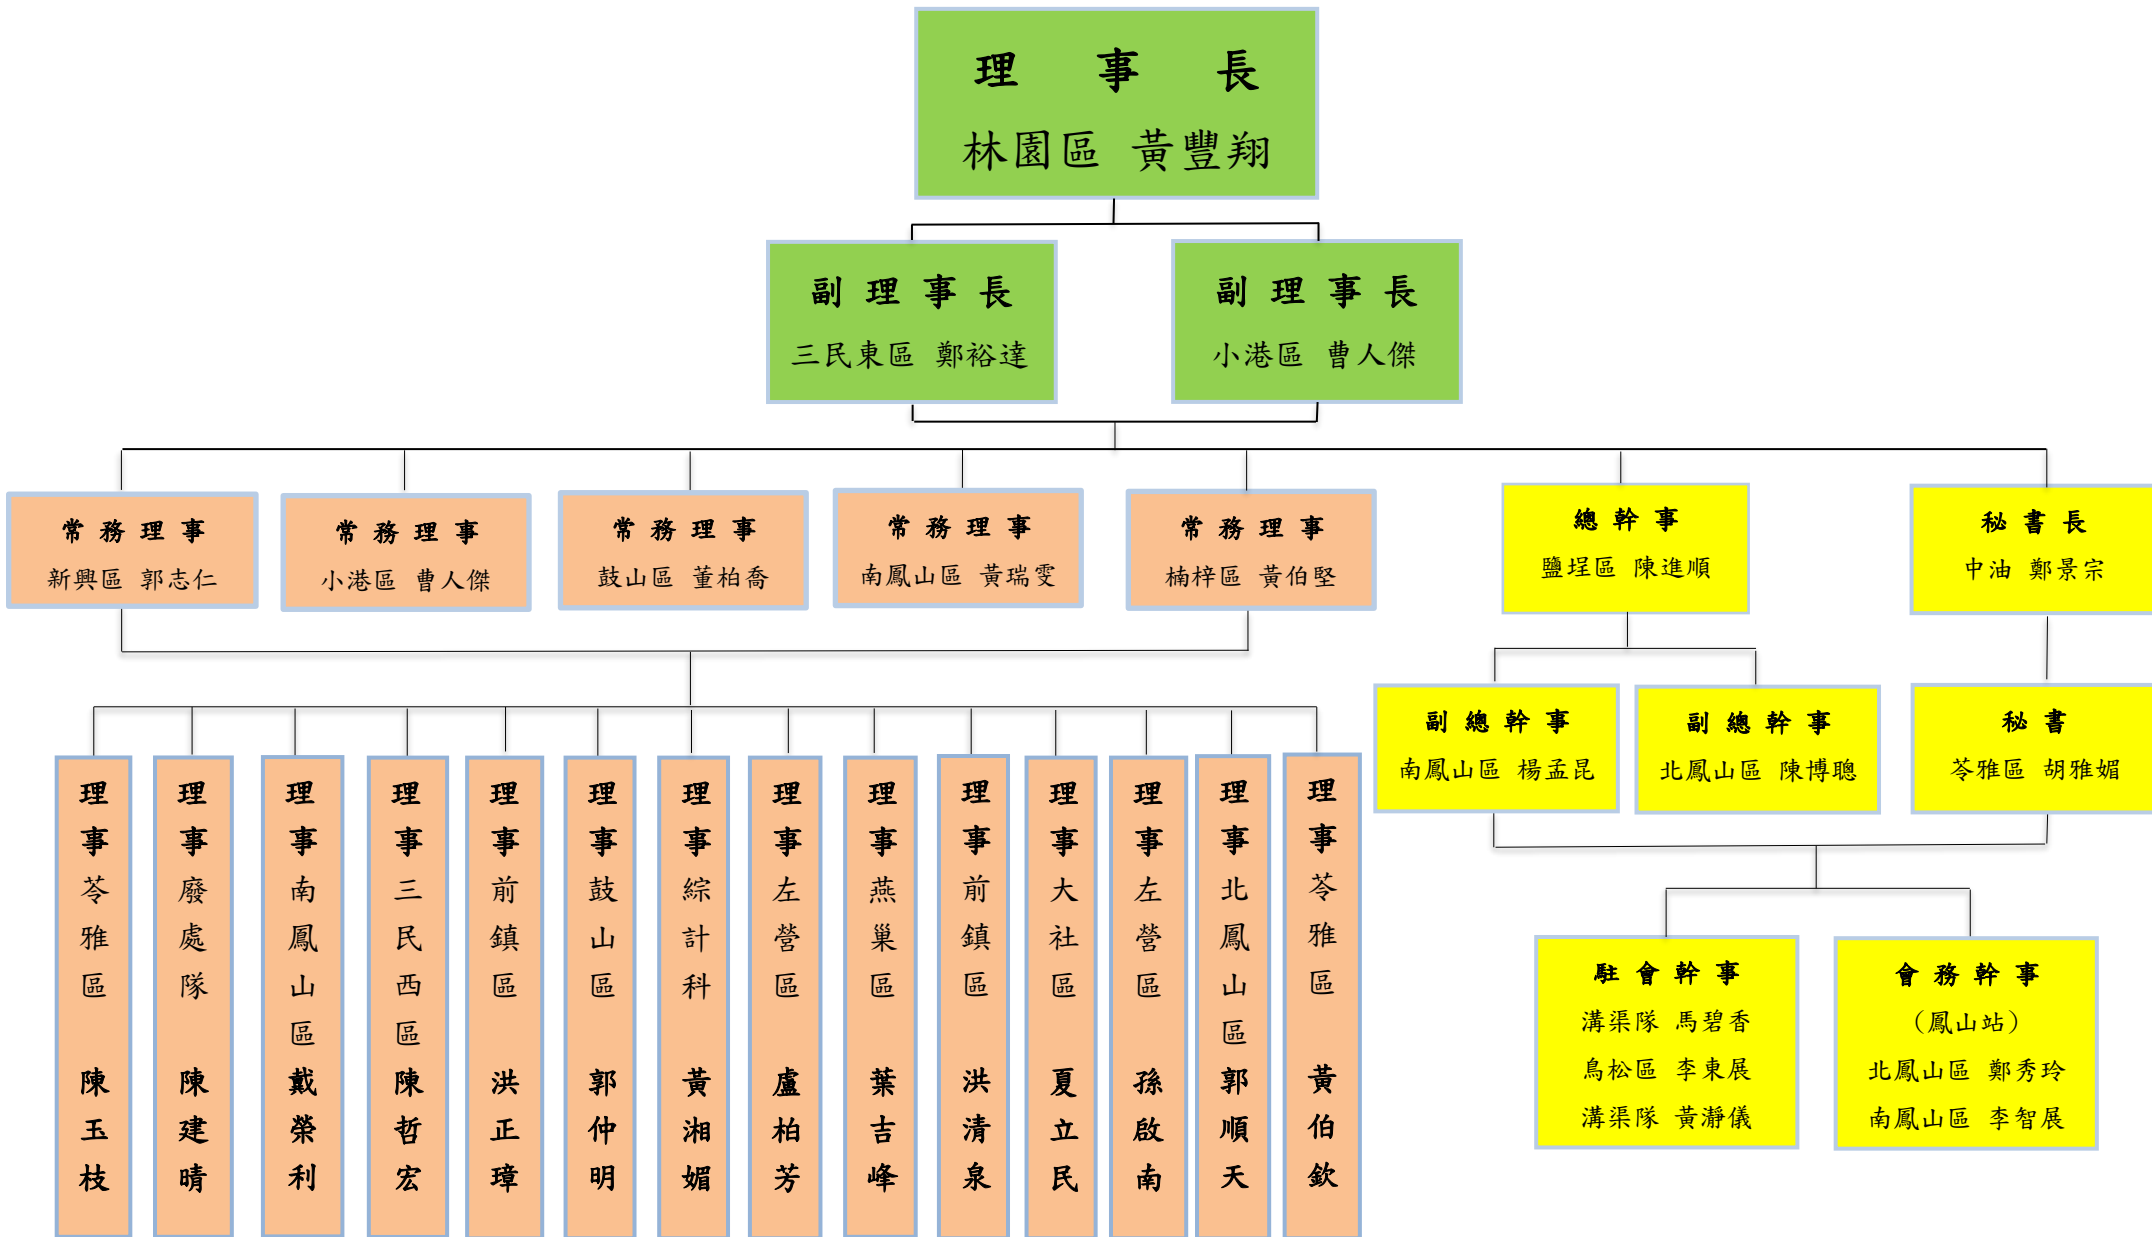 理事長
林園區 黃豐翔
副理事長
三民東區 鄭裕達
副理事長
小港區 曹人傑
常務理事
新興區 郭志仁
常務理事
小港區 曹人傑
常務理事
鼓山區 董柏喬
常務理事
南鳳山區 黃瑞雯
常務理事
楠梓區 黃伯堅
總幹事
鹽埕區 陳進順
秘書長
中油 鄭景宗
副總幹事
南鳳山區 楊孟昆
副總幹事
北鳳山區 陳博聰
秘書
苓雅區 胡雅媚
理事苓雅區 陳玉枝
理事廢處隊 陳建晴
理事南鳳山區戴榮利
理事三民西區陳哲宏
理事前鎮區 洪正璋
理事鼓山區 郭仲明
理事綜計科 黃湘媚
理事左營區 盧柏芳
理事燕巢區 葉吉峰
理事前鎮區 洪清泉
理事大社區 夏立民
理事左營區 孫啟南
理事北鳳山區郭順天
理事苓雅區 黃伯欽
駐會幹事
溝渠隊 馬碧香
鳥松區 李東展
溝渠隊 黃瀞儀
會務幹事
（鳳山站）
北鳳山區 鄭秀玲
南鳳山區 李智展